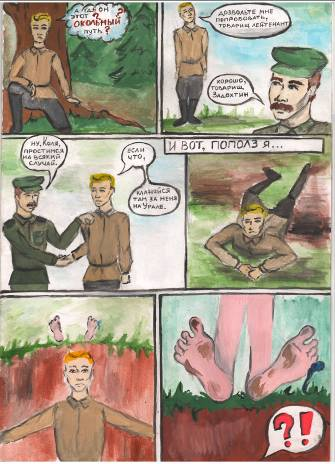 А ГДЕ ОН
ЭТОТ
ОКОЛЬНЫЙ
ПУТЬ?
ДОЗВОЛЬТЕ МНЕ
ПОПРОБОВАТЬ,
ТОВАРИЩ ЛЕЙТЕНАНТ.
ХОРОШО,
ТОВАРИЩ
ЗАДОХТИН
НУ, КОЛЯ,
ПРОСТИМСЯ
НА ВСЯКИЙ
СЛУЧАЙ.
ЕСЛИ
ЧТО,
КЛАНЯЙСЯ
ТАМ ЗА МЕНЯ
НА УРАЛЕ.
И ВОТ, ПОПОЛЗ Я...
?!